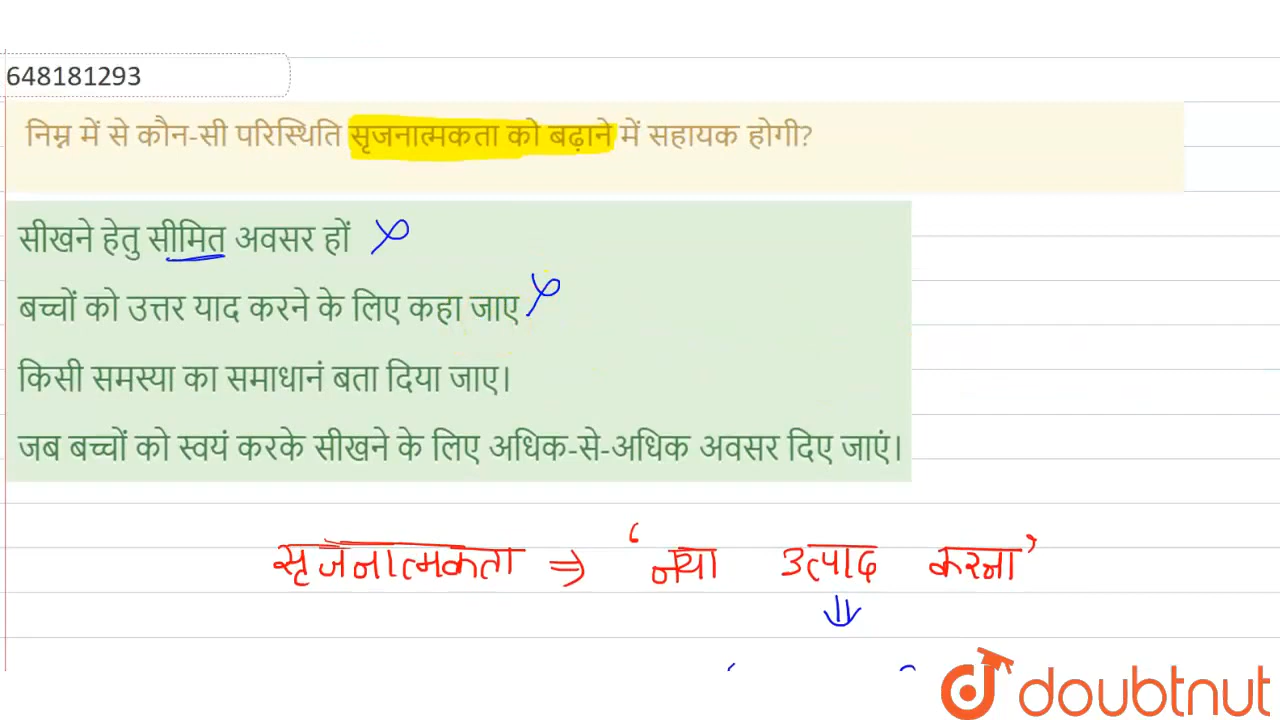 648181293
निम्न में से कौन-सी परिस्थिति सृजनात्मकता को बढ़ाने में सहायक होगी?
सीखने हेतु सीमित अवसर हों
बच्चों को उत्तर याद करने के लिए कहा जाए
किसी समस्या का समाधानं बता दिया जाए।
जब बच्चों को स्वयं करके सीखने के लिए अधिक-से-अधिक अवसर दिए जाएं।
सृजनात्मकता ⇒ ‘नया उत्पाद करना’
doubtnut